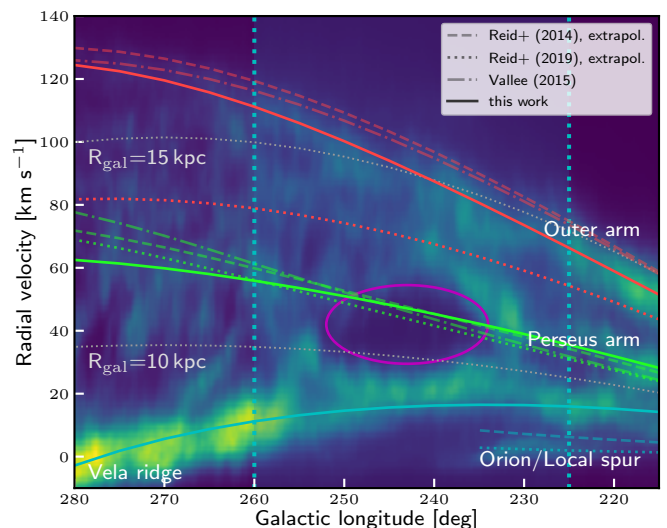 140
120
100
80
60
40
20
0
Radial velocity [km s⁻¹]
Reid+ (2014), extrapol.
Reid+ (2019), extrapol.
Vallee (2015)
this work
R_gal=15 kpc
Outer arm
Perseus arm
R_gal=10 kpc
Vela ridge
Orion/Local spur
280 270 260 250 240 230 220
Galactic longitude [deg]